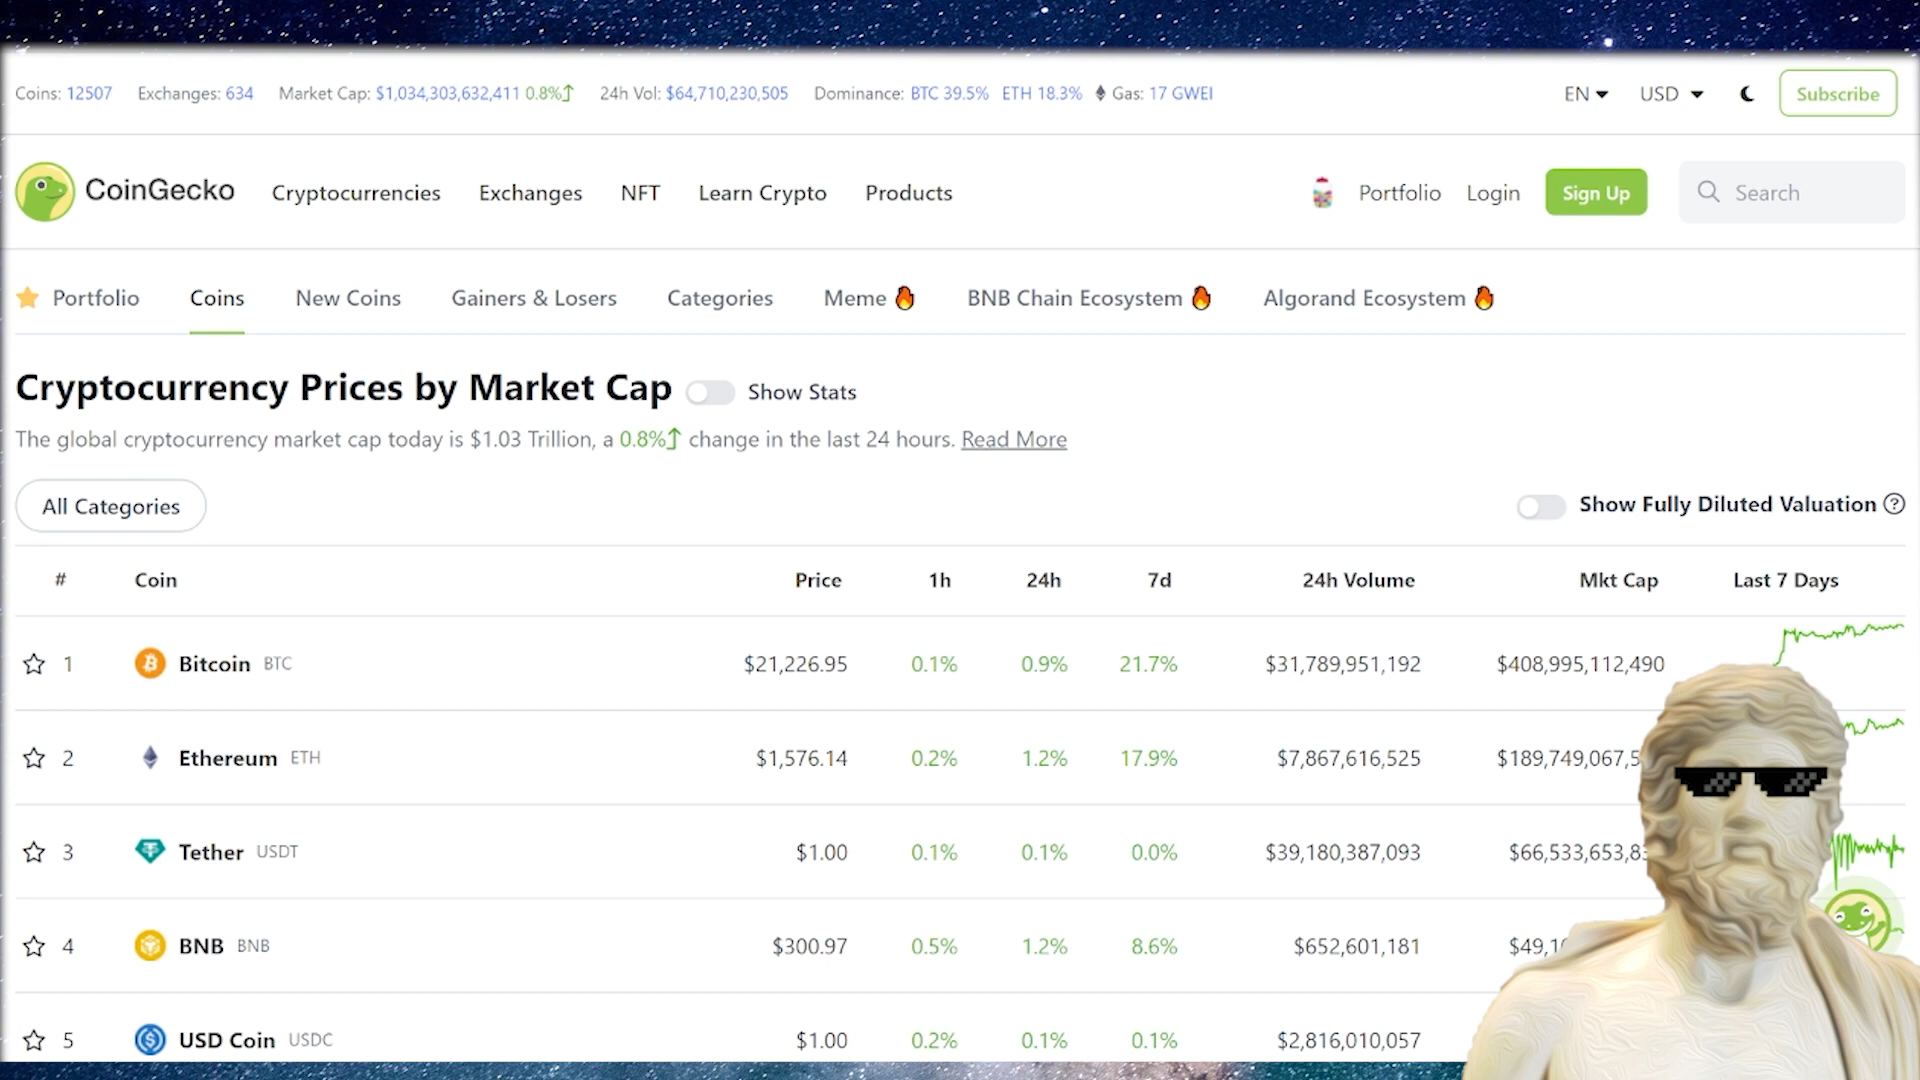 Coins: 12507 Exchanges: 634 Market Cap: $1,034,303,632,411 0.8% 24h Vol: $64,710,230,505 Dominance: BTC 39.5% ETH 18.3% Gas: 17 GWEI EN USD Subscribe
CoinGecko Cryptocurrencies Exchanges NFT Learn Crypto Products Portfolio Login Sign Up Search
Portfolio Coins New Coins Gainers & Losers Categories Meme BNB Chain Ecosystem Algorand Ecosystem
Cryptocurrency Prices by Market Cap Show Stats
The global cryptocurrency market cap today is $1.03 Trillion, a 0.8% change in the last 24 hours. Read More
All Categories Show Fully Diluted Valuation ?
# Coin Price 1h 24h 7d 24h Volume Mkt Cap Last 7 Days
1 Bitcoin BTC $21,226.95 0.1% 0.9% 21.7% $31,789,951,192 $408,995,112,490
2 Ethereum ETH $1,576.14 0.2% 1.2% 17.9% $7,867,616,525
3 Tether USDT $1.00 0.1% 0.1% 0.0% $39,180,387,093
4 BNB BNB $300.97 0.5% 1.2% 8.6% $652,601,181
5 USD Coin USDC $1.00 0.2% 0.1% 0.1% $2,816,010,057